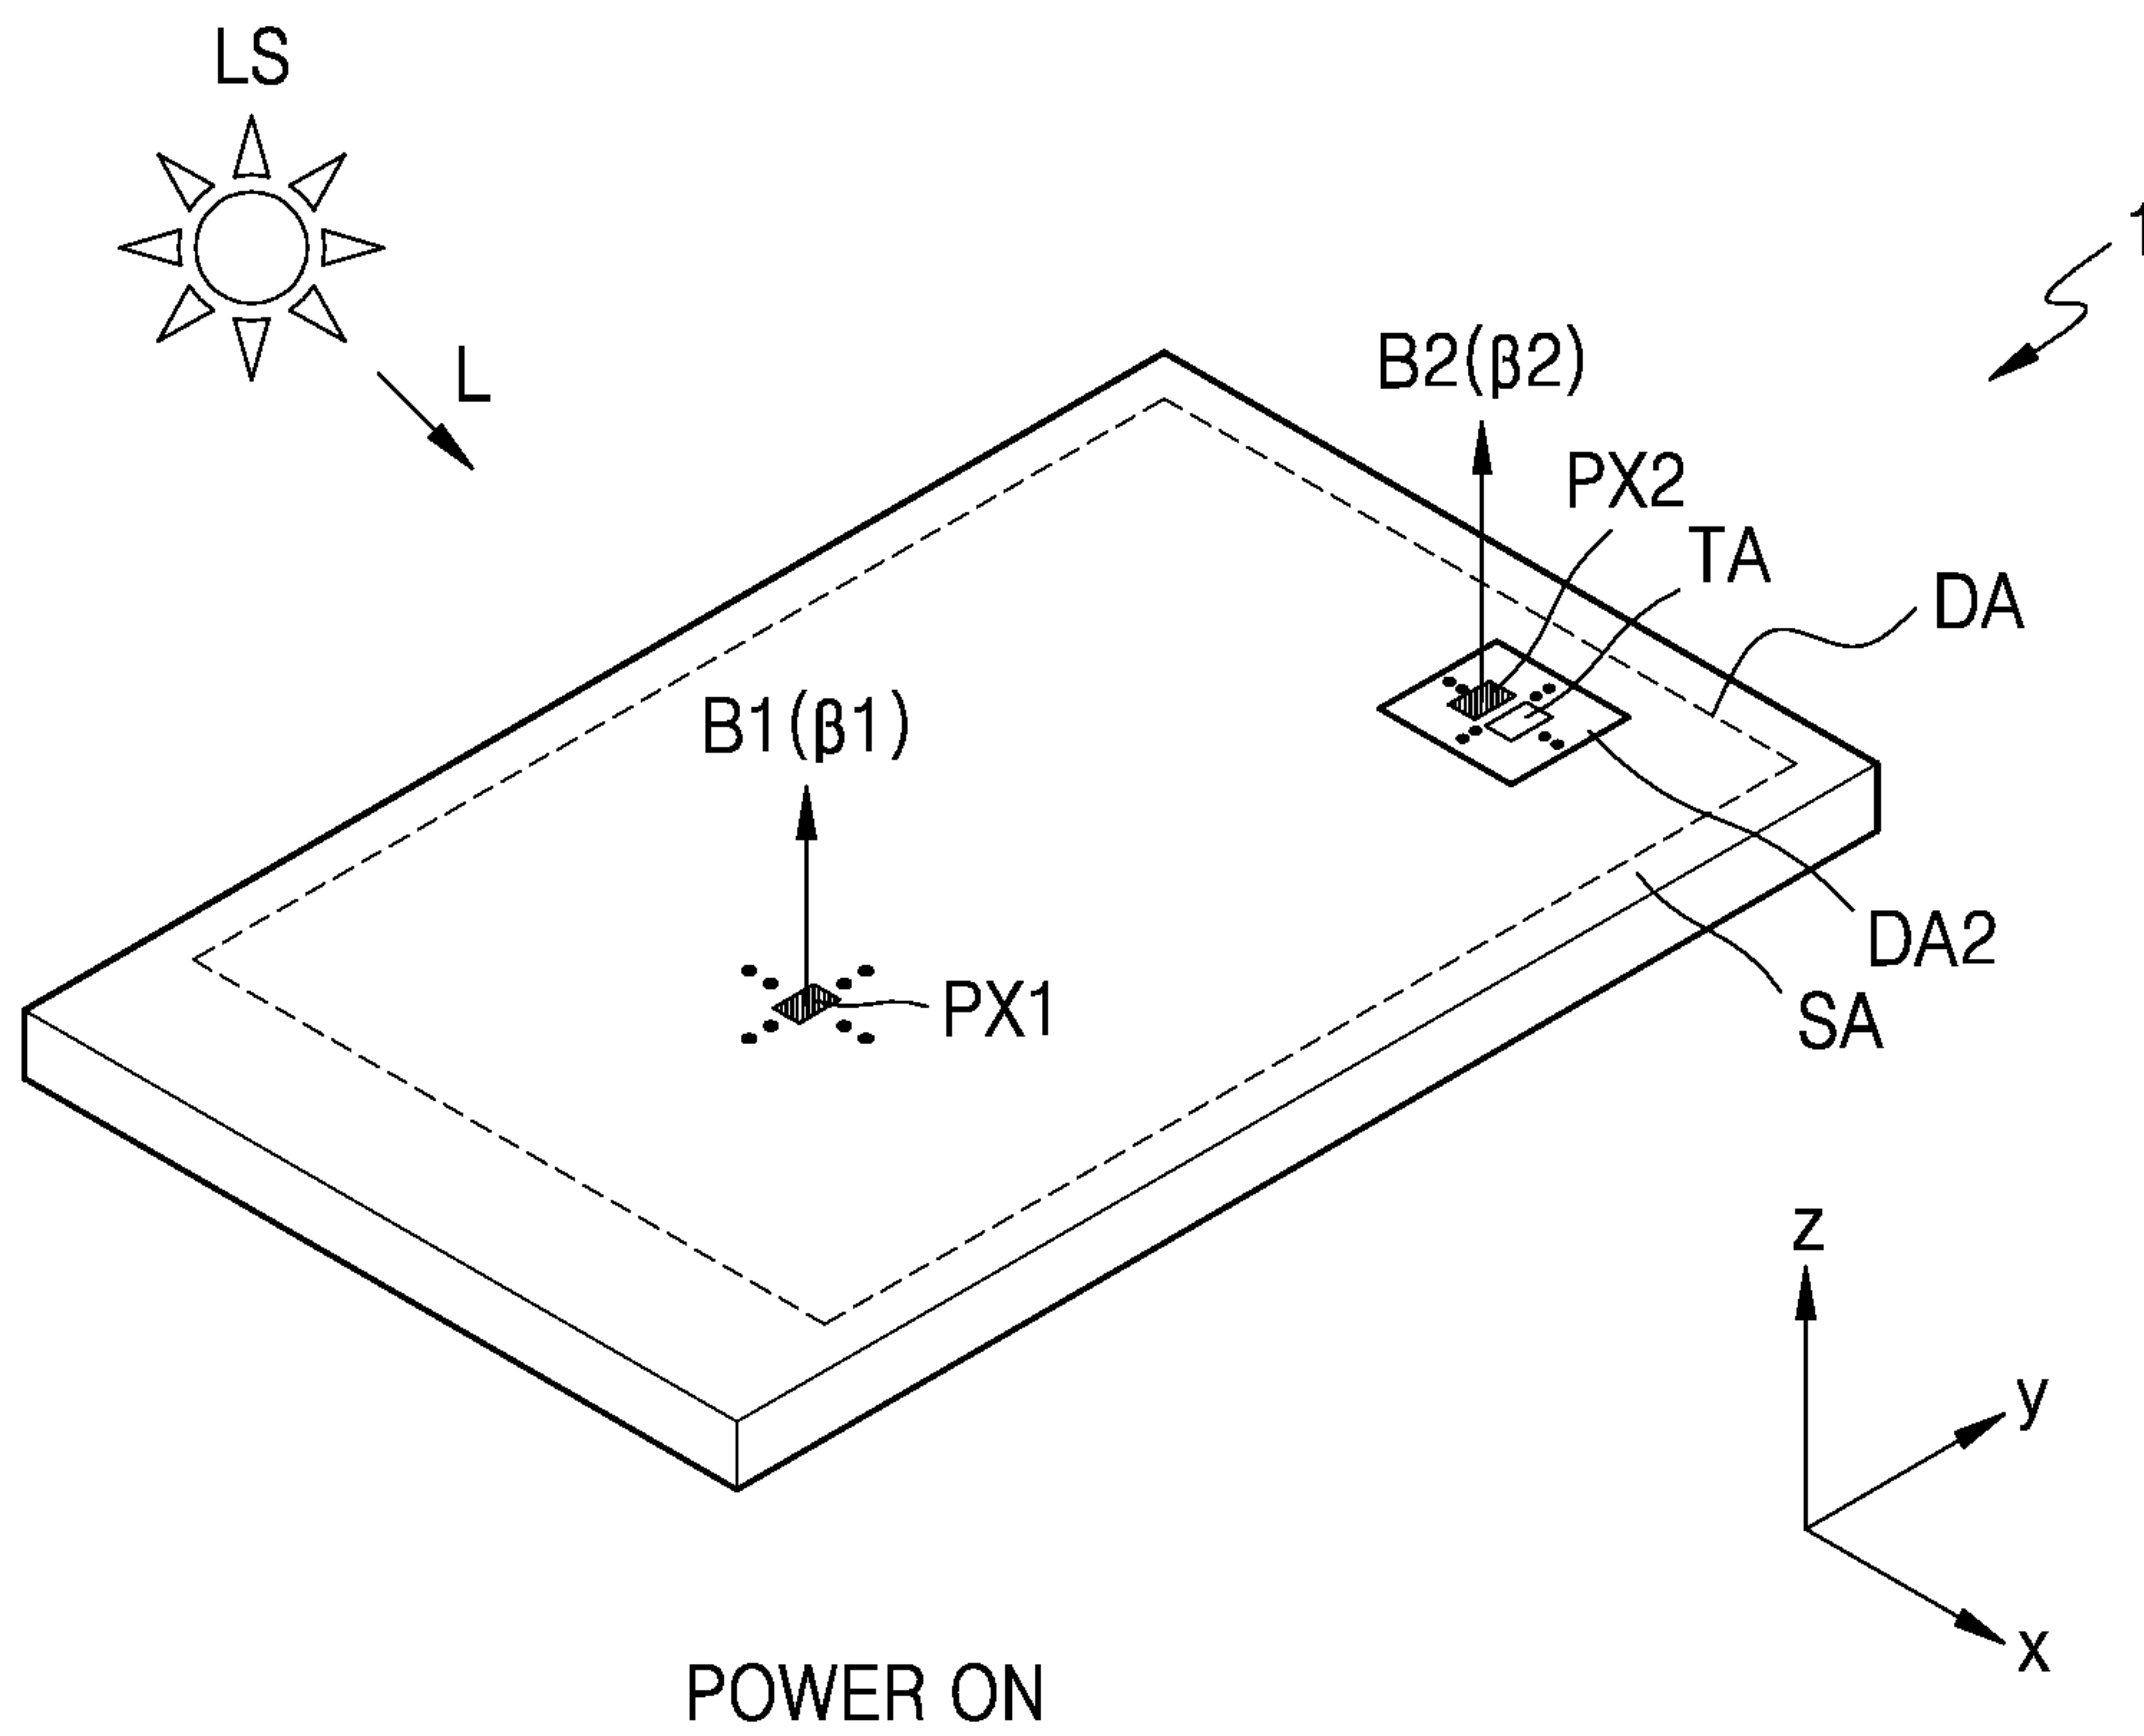 LS
1
L
B2(β2)
PX2
TA
DA
B1(β1)
DA2
PX1
SA
z
y
x
POWER ON